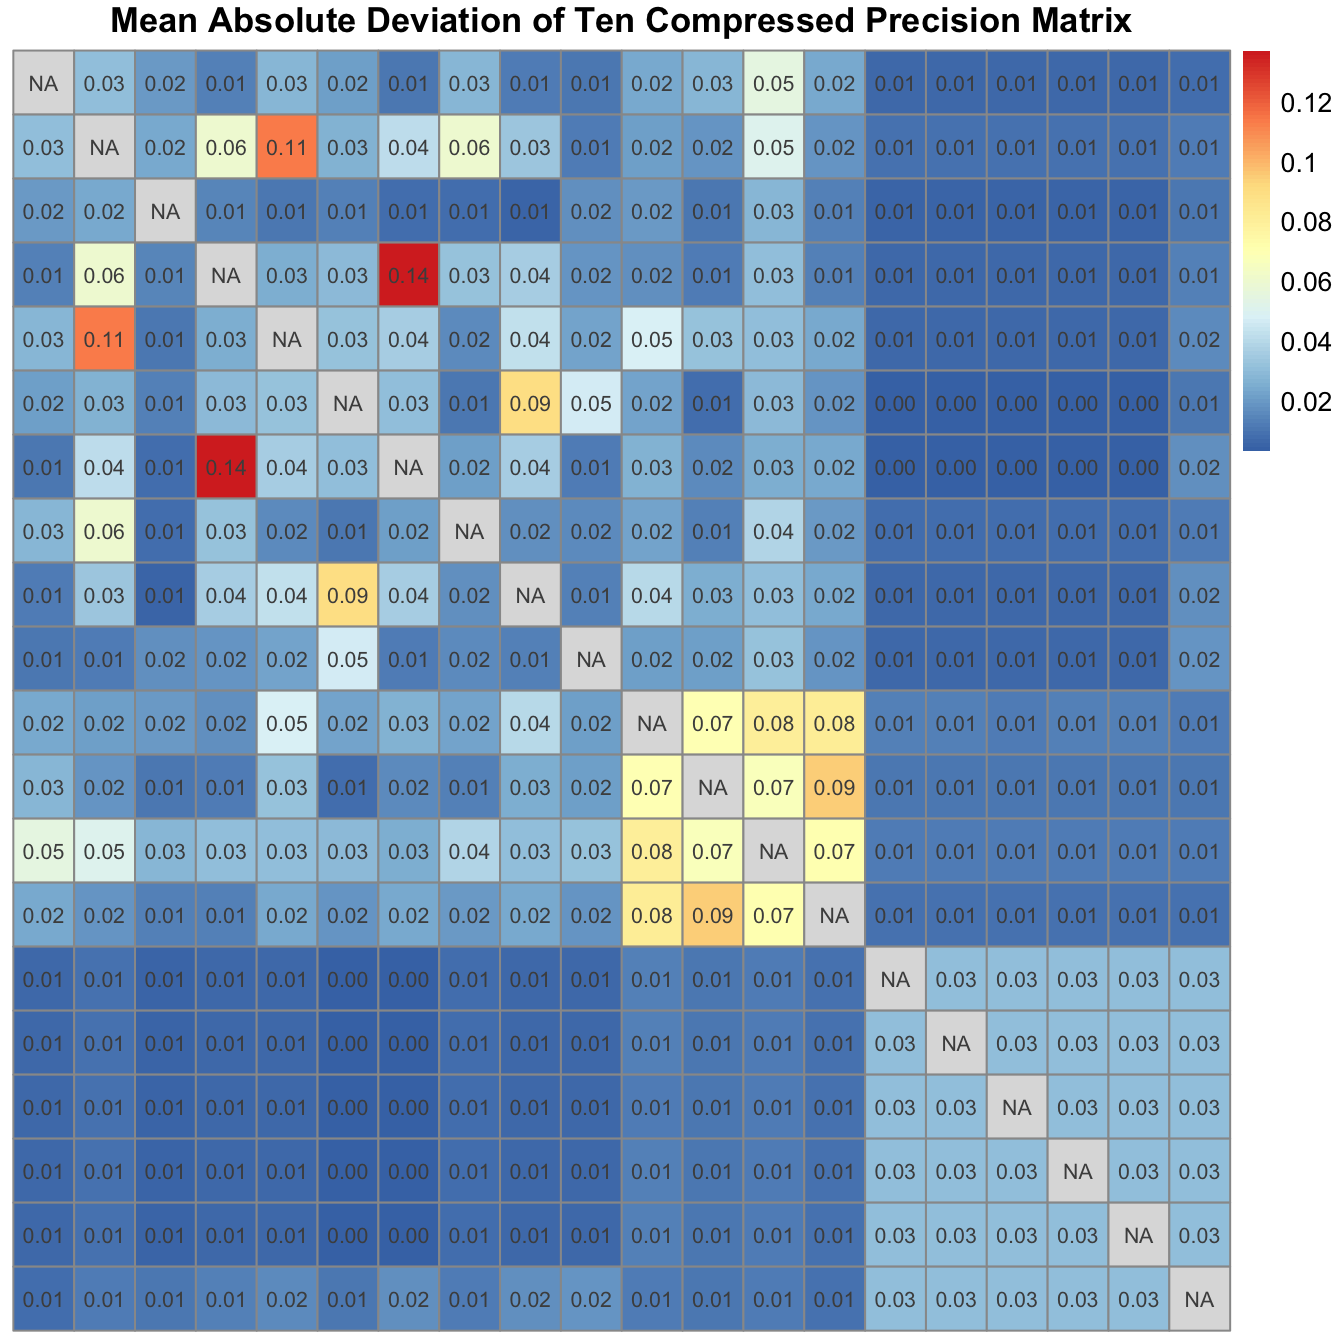 Mean Absolute Deviation of Ten Compressed Precision Matrix
NA 0.03 0.02 0.01 0.03 0.02 0.01 0.03 0.01 0.01 0.02 0.03 0.05 0.02 0.01 0.01 0.01 0.01 0.01 0.01
0.03 NA 0.02 0.06 0.11 0.03 0.04 0.06 0.03 0.01 0.02 0.02 0.05 0.02 0.01 0.01 0.01 0.01 0.01 0.01
0.02 0.02 NA 0.01 0.01 0.01 0.01 0.01 0.01 0.02 0.02 0.01 0.03 0.01 0.01 0.01 0.01 0.01 0.01 0.01
0.01 0.06 0.01 NA 0.03 0.03 0.14 0.03 0.04 0.02 0.02 0.01 0.03 0.01 0.01 0.01 0.01 0.01 0.01 0.01
0.03 0.11 0.01 0.03 NA 0.03 0.04 0.02 0.04 0.02 0.05 0.03 0.03 0.02 0.01 0.01 0.01 0.01 0.01 0.02
0.02 0.03 0.01 0.03 0.03 NA 0.03 0.01 0.09 0.05 0.02 0.01 0.03 0.02 0.00 0.00 0.00 0.00 0.00 0.01
0.01 0.04 0.01 0.14 0.04 0.03 NA 0.02 0.04 0.01 0.03 0.02 0.03 0.02 0.00 0.00 0.00 0.00 0.00 0.02
0.03 0.06 0.01 0.03 0.02 0.01 0.02 NA 0.02 0.02 0.02 0.01 0.04 0.02 0.01 0.01 0.01 0.01 0.01 0.01
0.01 0.03 0.01 0.04 0.04 0.09 0.04 0.02 NA 0.01 0.04 0.03 0.03 0.02 0.01 0.01 0.01 0.01 0.01 0.02
0.01 0.01 0.02 0.02 0.02 0.05 0.01 0.02 0.01 NA 0.02 0.02 0.03 0.02 0.01 0.01 0.01 0.01 0.01 0.02
0.02 0.02 0.02 0.02 0.05 0.02 0.03 0.02 0.04 0.02 NA 0.07 0.08 0.08 0.01 0.01 0.01 0.01 0.01 0.01
0.03 0.02 0.01 0.01 0.03 0.01 0.02 0.01 0.03 0.02 0.07 NA 0.07 0.09 0.01 0.01 0.01 0.01 0.01 0.01
0.05 0.05 0.03 0.03 0.03 0.03 0.03 0.04 0.03 0.03 0.08 0.07 NA 0.07 0.01 0.01 0.01 0.01 0.01 0.01
0.02 0.02 0.01 0.01 0.02 0.02 0.02 0.02 0.02 0.02 0.08 0.09 0.07 NA 0.01 0.01 0.01 0.01 0.01 0.01
0.01 0.01 0.01 0.01 0.01 0.00 0.00 0.01 0.01 0.01 0.01 0.01 0.01 0.01 NA 0.03 0.03 0.03 0.03 0.03
0.01 0.01 0.01 0.01 0.01 0.00 0.00 0.01 0.01 0.01 0.01 0.01 0.01 0.01 0.03 NA 0.03 0.03 0.03 0.03
0.01 0.01 0.01 0.01 0.01 0.00 0.00 0.01 0.01 0.01 0.01 0.01 0.01 0.01 0.03 0.03 NA 0.03 0.03 0.03
0.01 0.01 0.01 0.01 0.01 0.00 0.00 0.01 0.01 0.01 0.01 0.01 0.01 0.01 0.03 0.03 0.03 NA 0.03 0.03
0.01 0.01 0.01 0.01 0.01 0.00 0.00 0.01 0.01 0.01 0.01 0.01 0.01 0.01 0.03 0.03 0.03 0.03 NA 0.03
0.01 0.01 0.01 0.01 0.02 0.01 0.02 0.01 0.02 0.02 0.01 0.01 0.01 0.01 0.03 0.03 0.03 0.03 0.03 NA
0.12
0.1
0.08
0.06
0.04
0.02